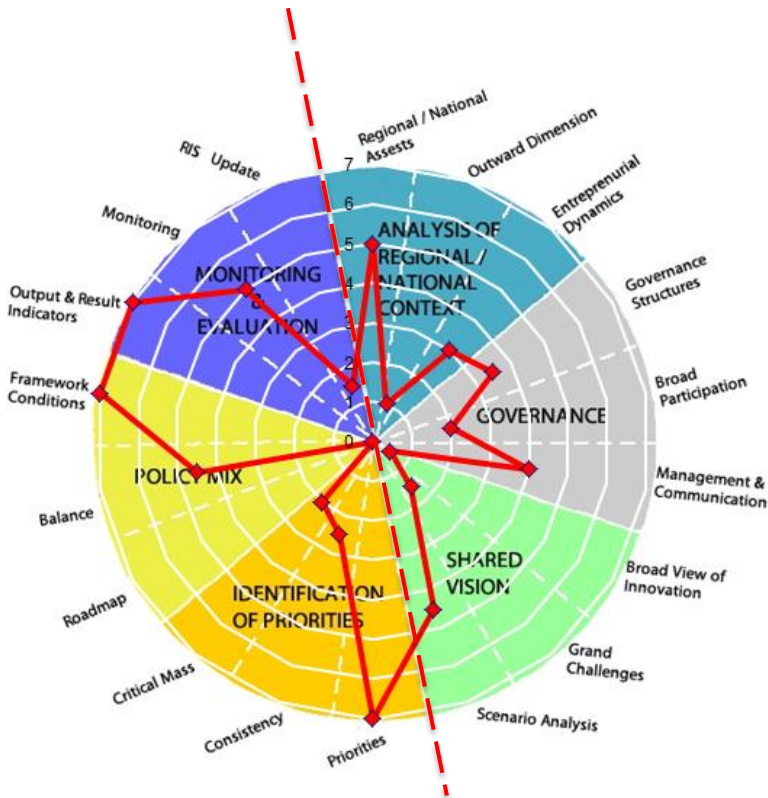 Regional / National
Assests
Outward Dimension
Entreprenurial
Dynamics
Governance
Structures
Broad
Participation
Management &
Communication
Broad View of
Innovation
Grand
Challenges
Scenario Analysis
Priorities
Consistency
Critical Mass
Roadmap
Balance
Framework
Conditions
Output & Result
Indicators
Monitoring
RIS Update
7
6
5
4
3
2
1
0
ANALYSIS OF
REGIONAL /
NATIONAL
CONTEXT
GOVERNANCE
SHARED
VISION
IDENTIFICATION
OF PRIORITIES
POLICY MIX
MONITORING
&
EVALUATION